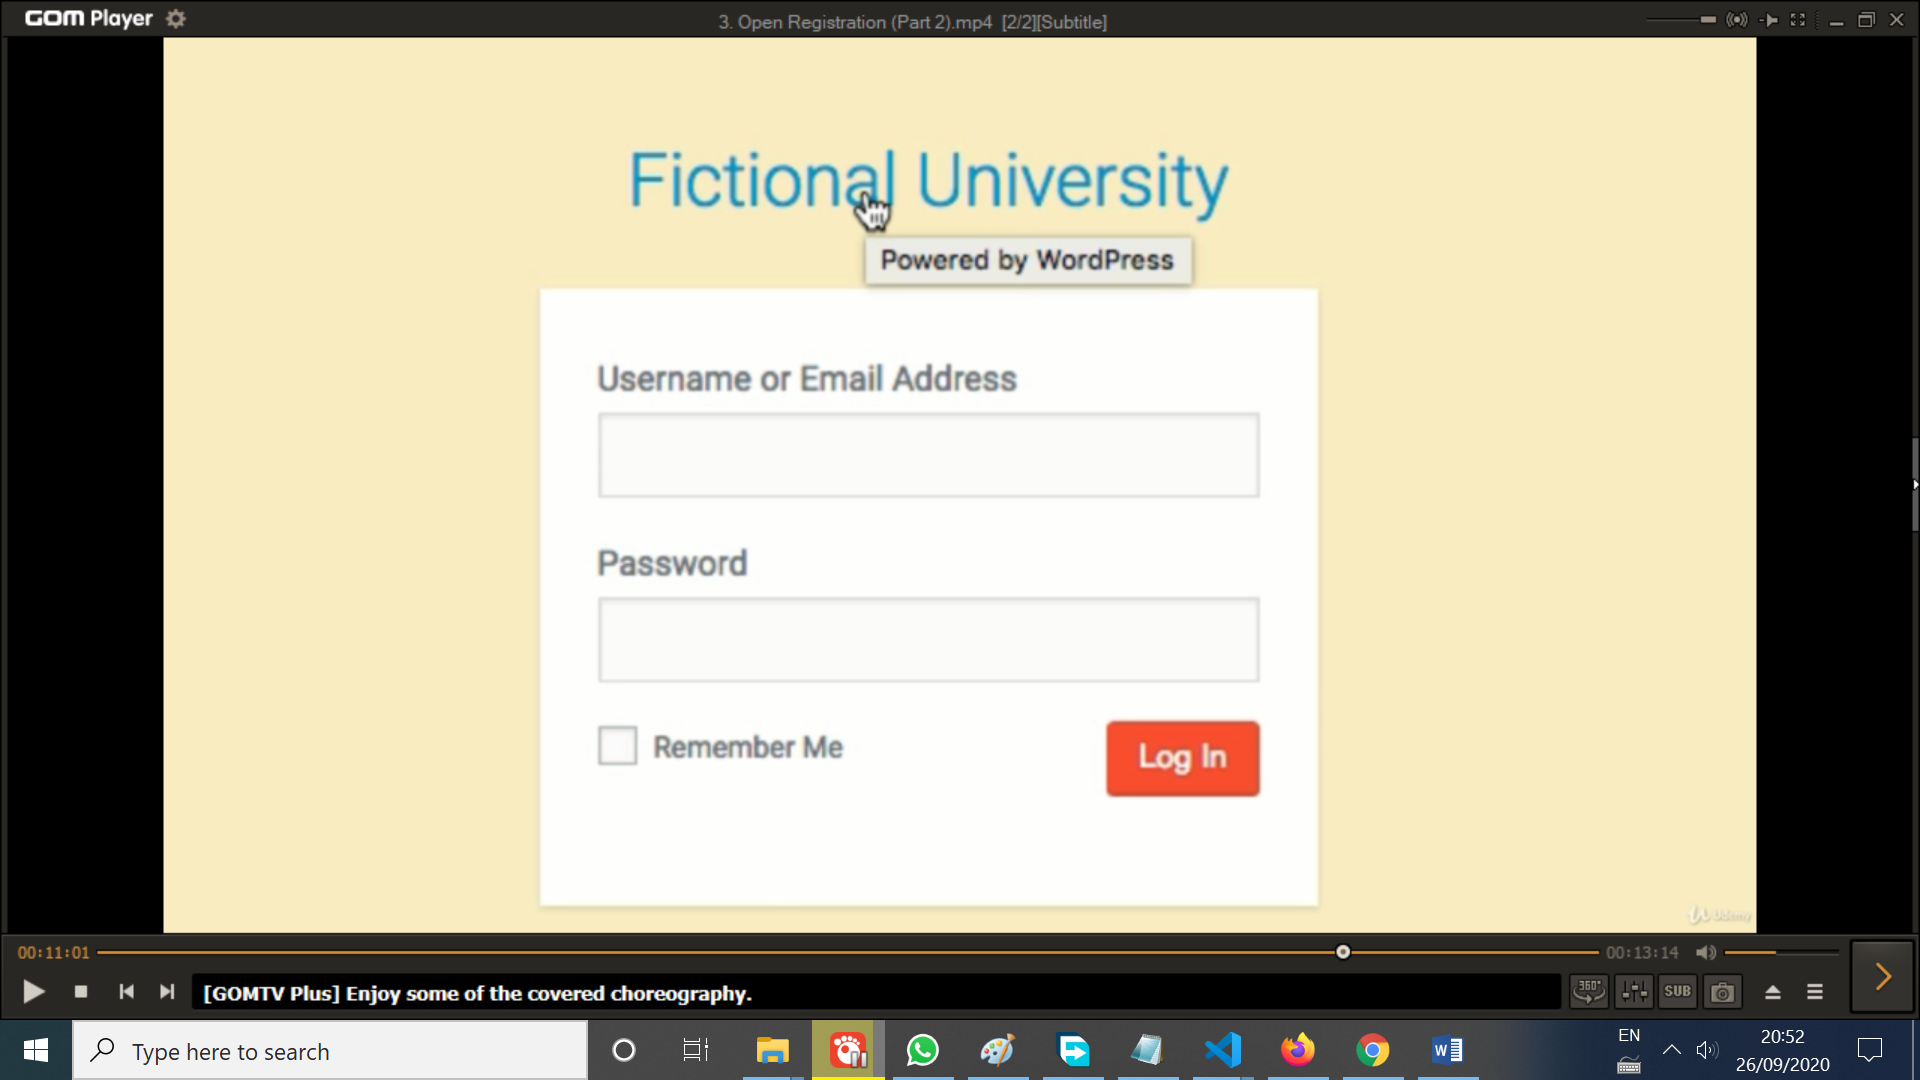 GOM Player
3. Open Registration (Part 2).mp4 [2/2][Subtitle]
Fictional University
Powered by WordPress
Username or Email Address
Password
Remember Me
Log In
Udemy
00:11:01
00:13:14
[GOMTV Plus] Enjoy some of the covered choreography.
360°
SUB
Type here to search
W
EN
20:52
26/09/2020